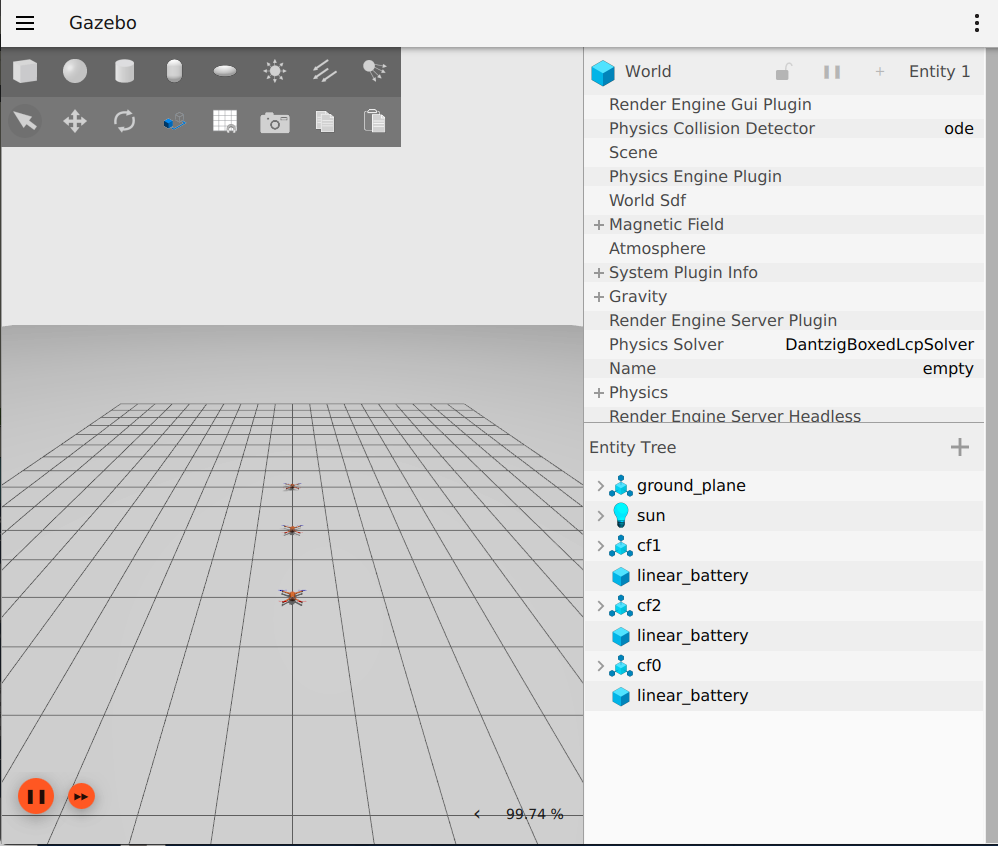 Gazebo
World Entity 1
Render Engine Gui Plugin
Physics Collision Detector ode
Scene
Physics Engine Plugin
World Sdf
Magnetic Field
Atmosphere
System Plugin Info
Gravity
Render Engine Server Plugin
Physics Solver DantzigBoxedLcpSolver
Name empty
Physics
Render Engine Server Headless
Entity Tree
ground_plane
sun
cf1
linear_battery
cf2
linear_battery
cf0
linear_battery
99.74 %